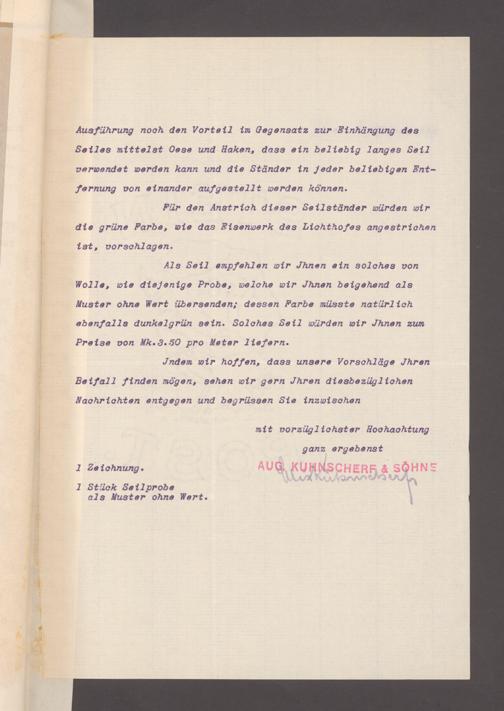 Ausführung noch den Vorteil im Gegensatz zur Einhängung des
Seiles mittelst Oese und Haken, dass ein beliebig langes Seil
verwendet werden kann und die Ständer in jeder beliebigen Ent-
fernung von einander aufgestellt werden können.
Für den Anstrich dieser Seilständer würden wir
die grüne Farbe, wie das Eisenwerk des Lichthofes angestrichen
ist, vorschlagen.
Als Seil empfehlen wir Jhnen ein solches von
Wolle, wie diejenige Probe, welche wir Jhnen beigehend als
Muster ohne Wert übersenden; dessen Farbe müsste natürlich
ebenfalls dunkelgrün sein. Solches Seil würden wir Jhnen zum
Preise von Mk.3.50 pro Meter liefern.
Jndem wir hoffen, dass unsere Vorschläge Jhren
Beifall finden mögen, sehen wir gern Jhren diesbezüglichen
Nachrichten entgegen und begrüssen Sie inzwischen
mit vorzüglichster Hochachtung
ganz ergebenst
AUG. KUHNSCHERF & SÖHNE
1 Zeichnung.
1 Stück Seilprobe
als Muster ohne Wert.